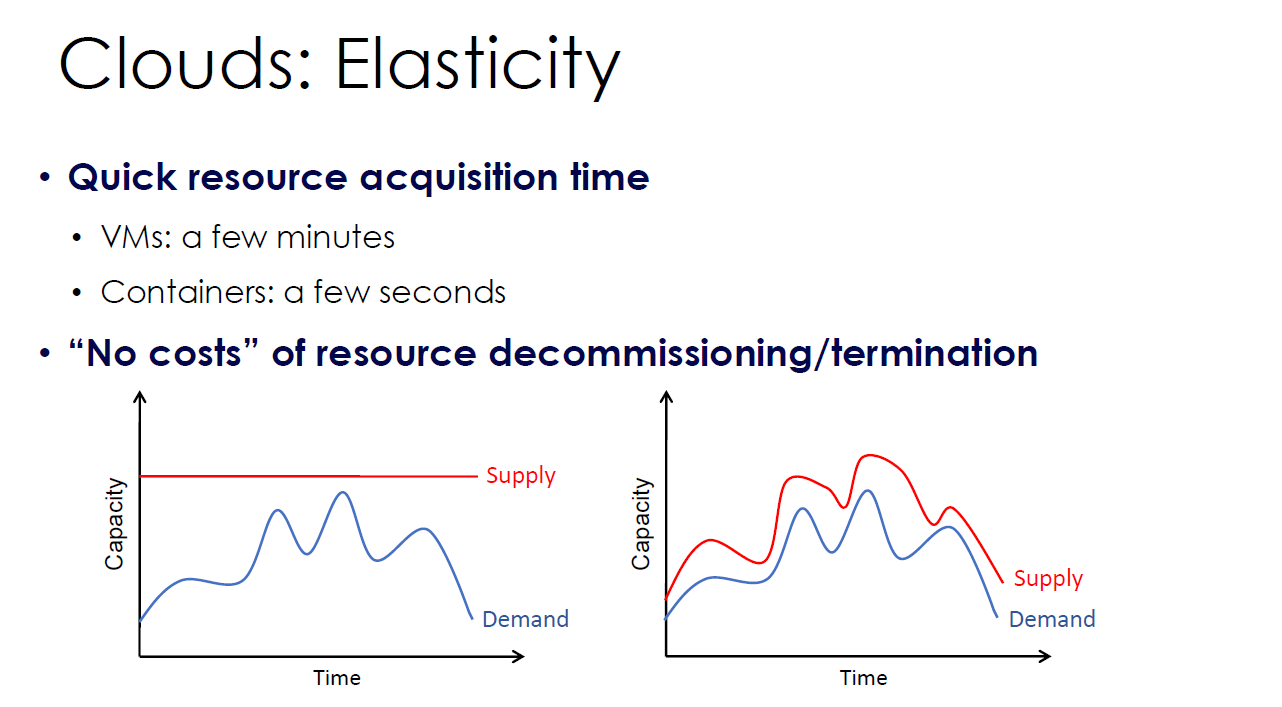 Clouds: Elasticity
• Quick resource acquisition time
• VMs: a few minutes
• Containers: a few seconds
• “No costs” of resource decommissioning/termination
Capacity
Supply
Demand
Time
Capacity
Supply
Demand
Time